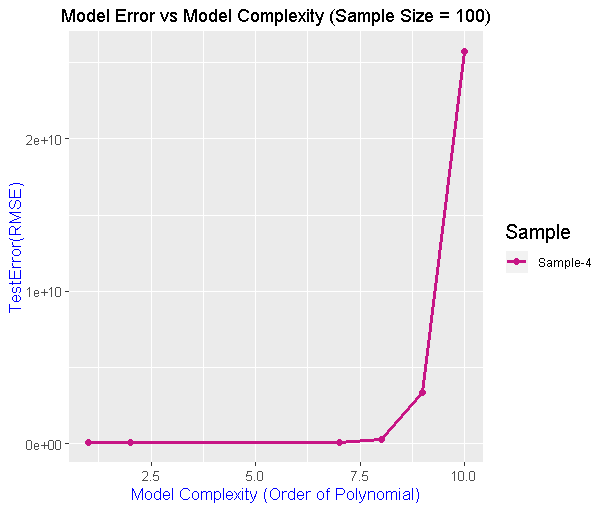 Model Error vs Model Complexity (Sample Size = 100)
TestError(RMSE)
2e+10
1e+10
0e+00
2.5
5.0
7.5
10.0
Model Complexity (Order of Polynomial)
Sample
Sample-4